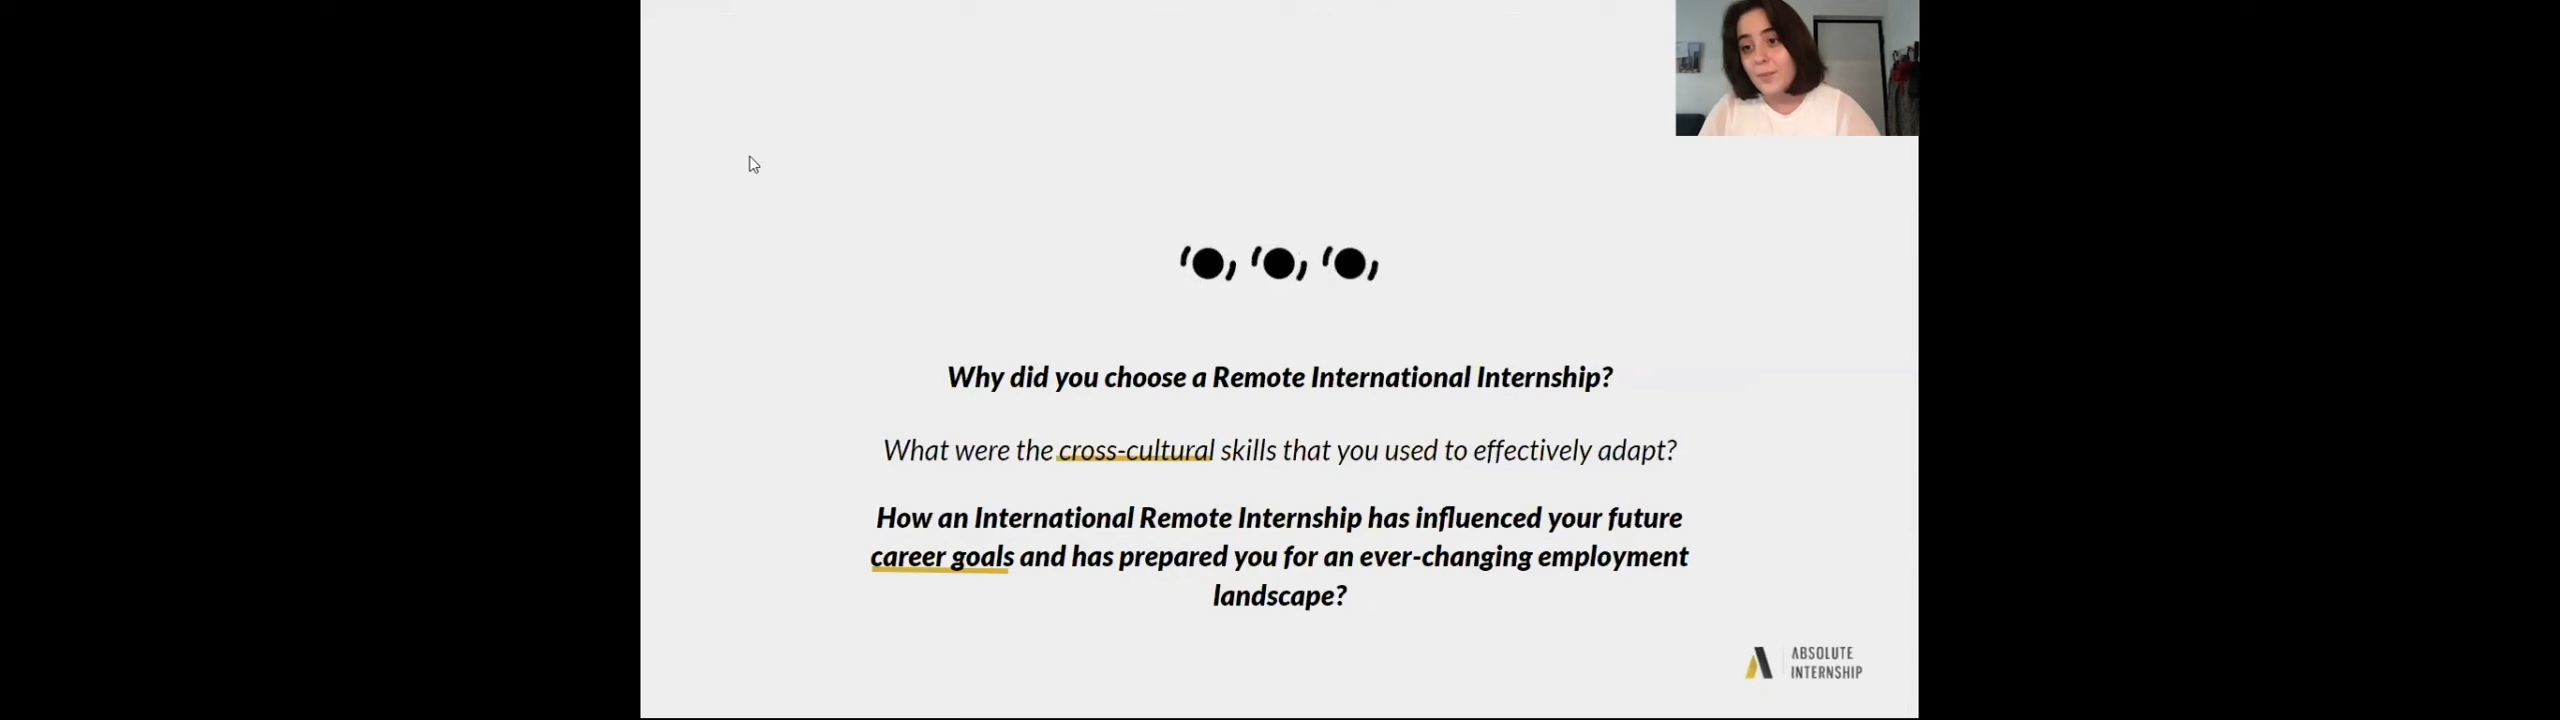 Why did you choose a Remote International Internship?
What were the cross-cultural skills that you used to effectively adapt?
How an International Remote Internship has influenced your future
career goals and has prepared you for an ever-changing employment
landscape?
ABSOLUTE
INTERNSHIP